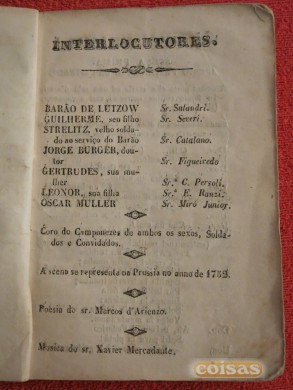 INTERLOCUTORES.
BARÃO DE LUTZOW Sr. Salandri.
GUILHERME, seu filho Sr. Severi.
STRELITZ, velho solda-
do ao serviço do Barão Sr. Catalano.
JORGE BURGER, dou-
tor Sr. Figueiredo
GERTRUDES, sua mu-
lher Sr.ª C. Persoli.
LEONOR, sua filha Sr.ª E. Ranzi.
OSCAR MULLER Sr. Miró Junior.
Coro de Camponezes de ambos os sexos, Solda-
dos e Convidados.
A scena se representa na Prussia no anno de 1752.
Poesia do sr. Marcos d'Arienzo.
Musica do sr. Xavier Mercadante.
coisas